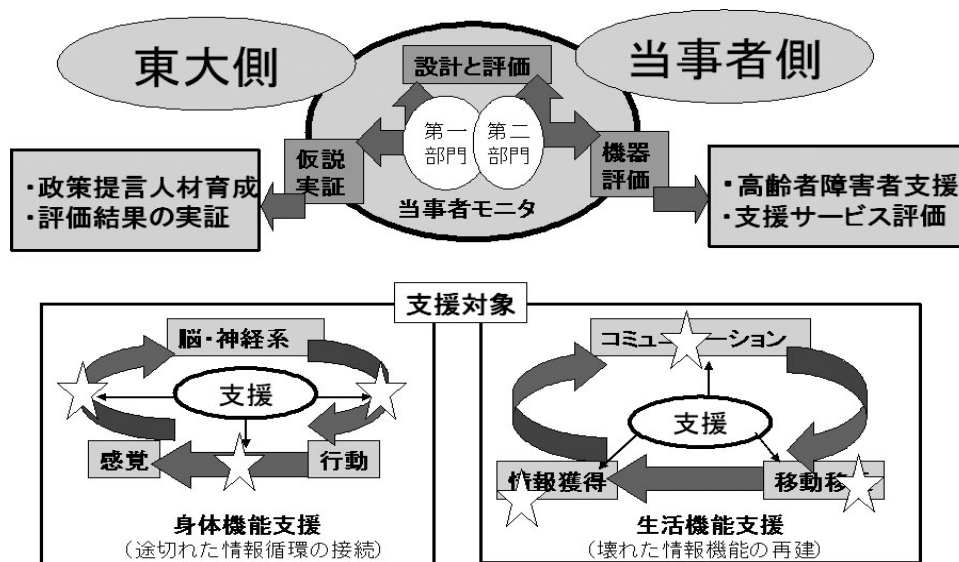 東大側
当事者側
設計と評価
第一
部門
第二
部門
仮説
実証
機器
評価
当事者モニタ
・政策提言人材育成
・評価結果の実証
・高齢者障害者支援
・支援サービス評価
支援対象
脳・神経系
支援
感覚
行動
身体機能支援
(途切れた情報循環の接続)
コミュ ーション
支援
情報獲得
移動移
生活機能支援
(壊れた情報機能の再建)